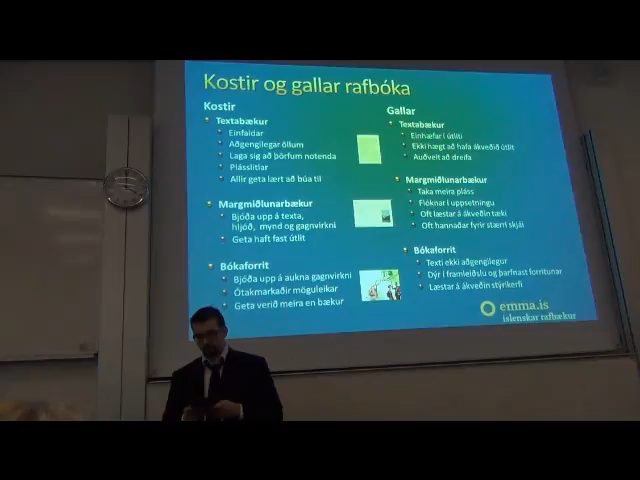 Kostir og gallar rafbóka
Kostir
Textabækur
Einfaldar
Aðgengilegar öllum
Laga sig að þörfum notenda
Plásslitlar
Allir geta lært að búa til
Margmiðlunarbækur
Bjóða upp á texta,
hljóð, mynd og gagnvirkni
Geta haft fast útlit
Bókaforrit
Bjóða upp á aukna gagnvirkni
Ótakmarkaðir möguleikar
Geta verið meira en bækur
Gallar
Textabækur
Einhæfar í útliti
Ekki hægt að hafa ákveðið útlit
Auðvelt að dreifa
Margmiðlunarbækur
Taka meira pláss
Flóknar í uppsetningu
Oft læstar á ákveðin tæki
Oft hannaðar fyrir stærri skjái
Bókaforrit
Texti ekki aðgengilegur
Dýr í framleiðslu og þarfnast forritunar
Læstar á ákveðin stýrikerfi
emma.is
íslenskar rafbækur